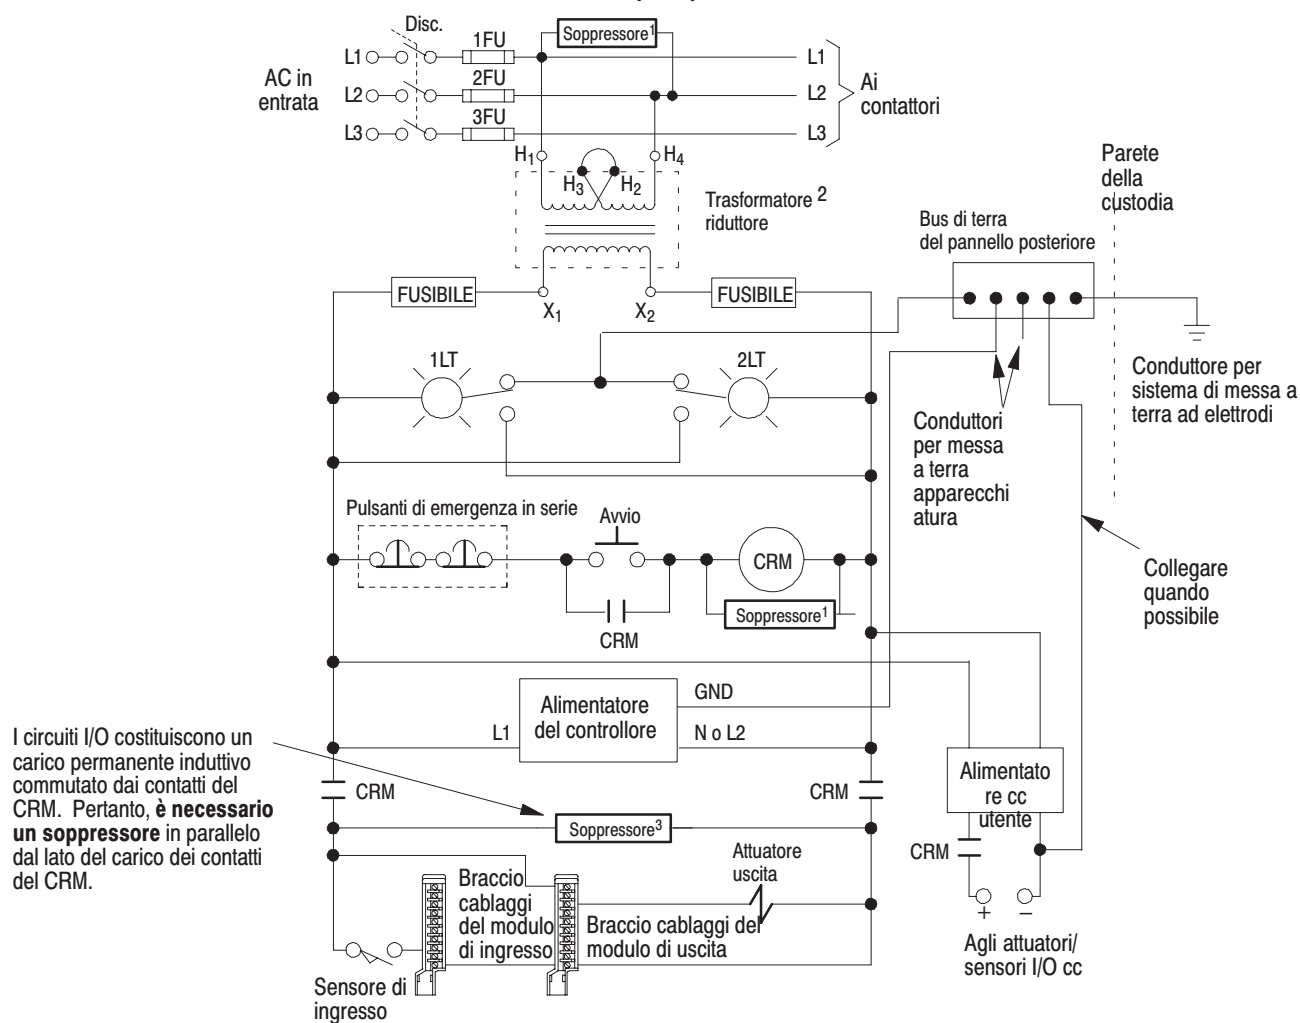 Disc.
1FU
Soppressore1
L1
L1
AC in
entrata
2FU
L2
L2
Ai
contattori
3FU
L3
L3
H1
H4
H3
H2
Trasformatore 2
riduttore
Parete
della
custodia
Bus di terra
del pannello posteriore
FUSIBILE
X1
X2
FUSIBILE
1LT
2LT
Conduttore per
sistema di messa a
terra ad elettrodi
Conduttori
per messa
a terra
apparecchi
atura
Pulsanti di emergenza in serie
Avvio
CRM
CRM
Soppressore1
Collegare
quando
possibile
Alimentatore
del controllore
GND
L1
N o L2
I circuiti I/O costituiscono un
carico permanente induttivo
commutato dai contatti del
CRM. Pertanto, è necessario
un soppressore in parallelo
dal lato del carico dei contatti
del CRM.
CRM
CRM
Soppressore3
Alimentato
re cc
utente
CRM
+
–
Agli attuatori/
sensori I/O cc
Attuatore
uscita
Braccio
cablaggi
del modulo
di ingresso
Braccio cablaggi del
modulo di uscita
Sensore di
ingresso